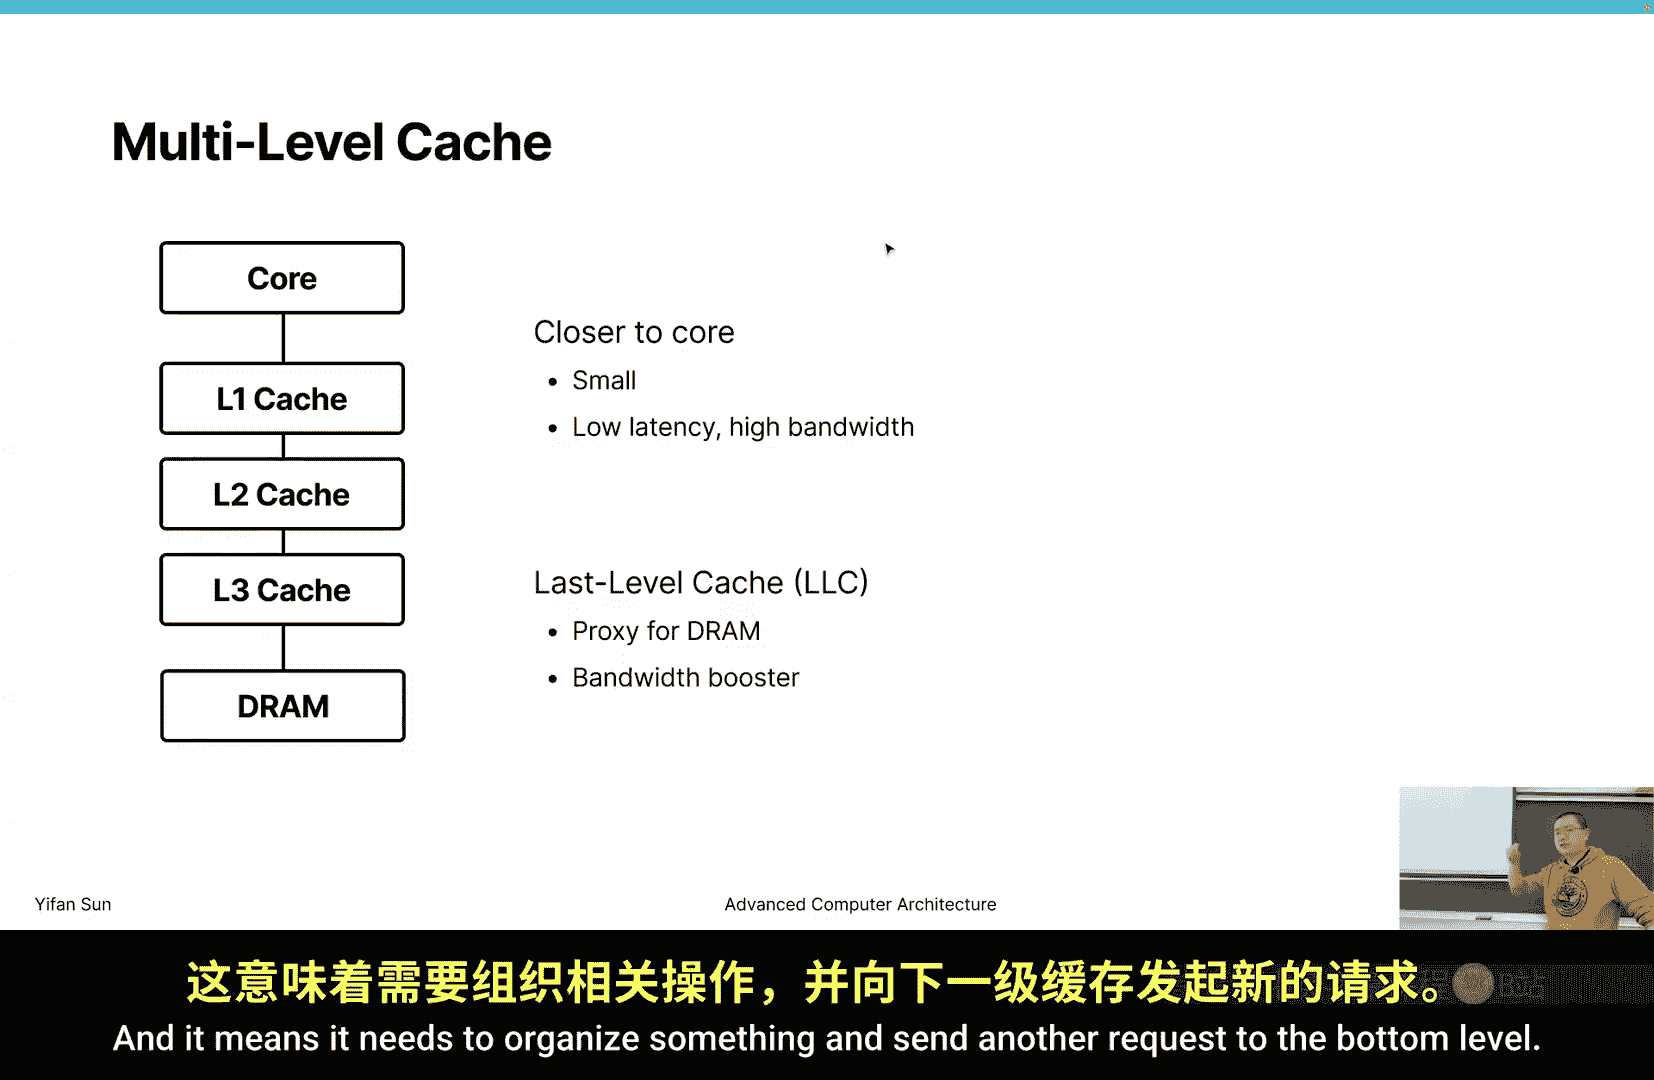 Multi-Level Cache
Core
L1 Cache
L2 Cache
L3 Cache
DRAM
Closer to core
• Small
• Low latency, high bandwidth
Last-Level Cache (LLC)
• Proxy for DRAM
• Bandwidth booster
Yifan Sun
Advanced Computer Architecture
这意味着需要组织相关操作，并向下一级缓存发起新的请求。
And it means it needs to organize something and send another request to the bottom level.